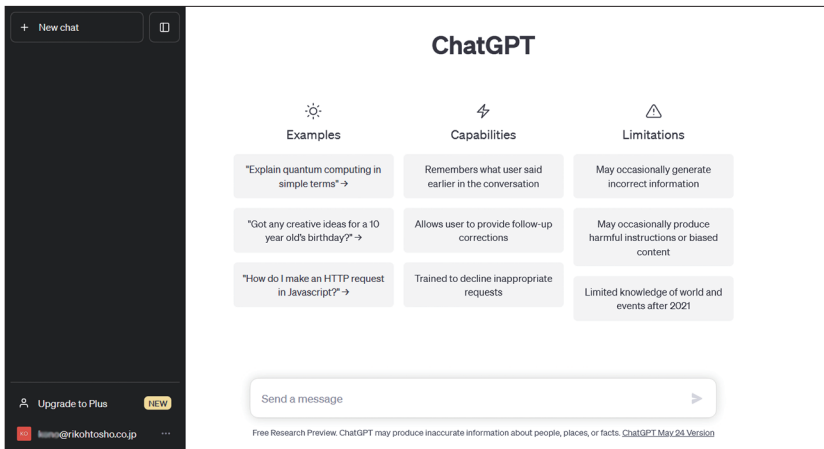 + New chat
ChatGPT
Examples
Capabilities
Limitations
"Explain quantum computing in
simple terms" →
Remembers what user said
earlier in the conversation
May occasionally generate
incorrect information
"Got any creative ideas for a 10
year old's birthday?" →
Allows user to provide follow-up
corrections
May occasionally produce
harmful instructions or biased
content
"How do I make an HTTP request
in Javascript?" →
Trained to decline inappropriate
requests
Limited knowledge of world and
events after 2021
Upgrade to Plus NEW
KO @rikohtosho.co.jp ...
Send a message
Free Research Preview. ChatGPT may produce inaccurate information about people, places, or facts. ChatGPT May 24 Version